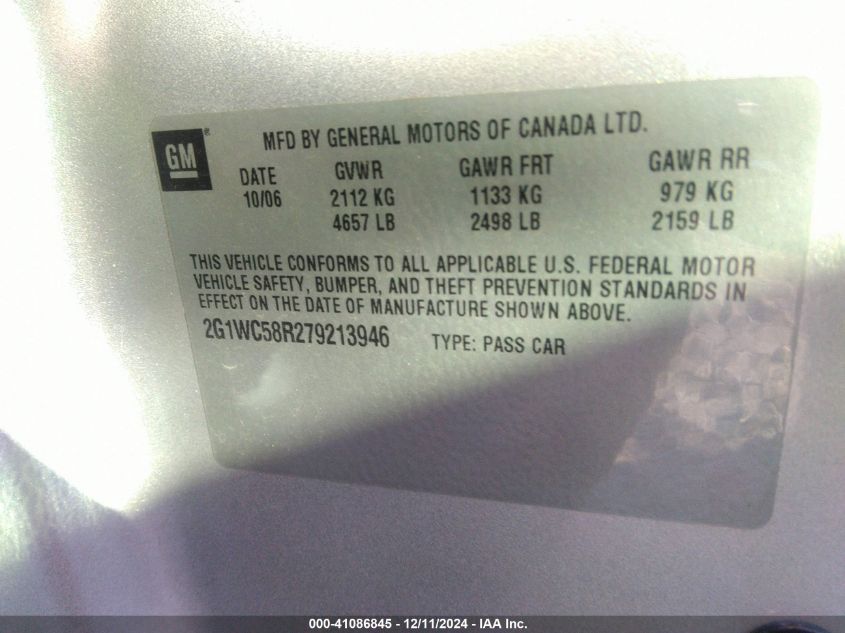 GM®
MFD BY GENERAL MOTORS OF CANADA LTD.
DATE GVWR GAWR FRT GAWR RR
10/06 2112 KG 1133 KG 979 KG
4657 LB 2498 LB 2159 LB
THIS VEHICLE CONFORMS TO ALL APPLICABLE U.S. FEDERAL MOTOR
VEHICLE SAFETY, BUMPER, AND THEFT PREVENTION STANDARDS IN
EFFECT ON THE DATE OF MANUFACTURE SHOWN ABOVE.
2G1WC58R279213946 TYPE: PASS CAR
000-41086845 - 12/11/2024 - IAA Inc.